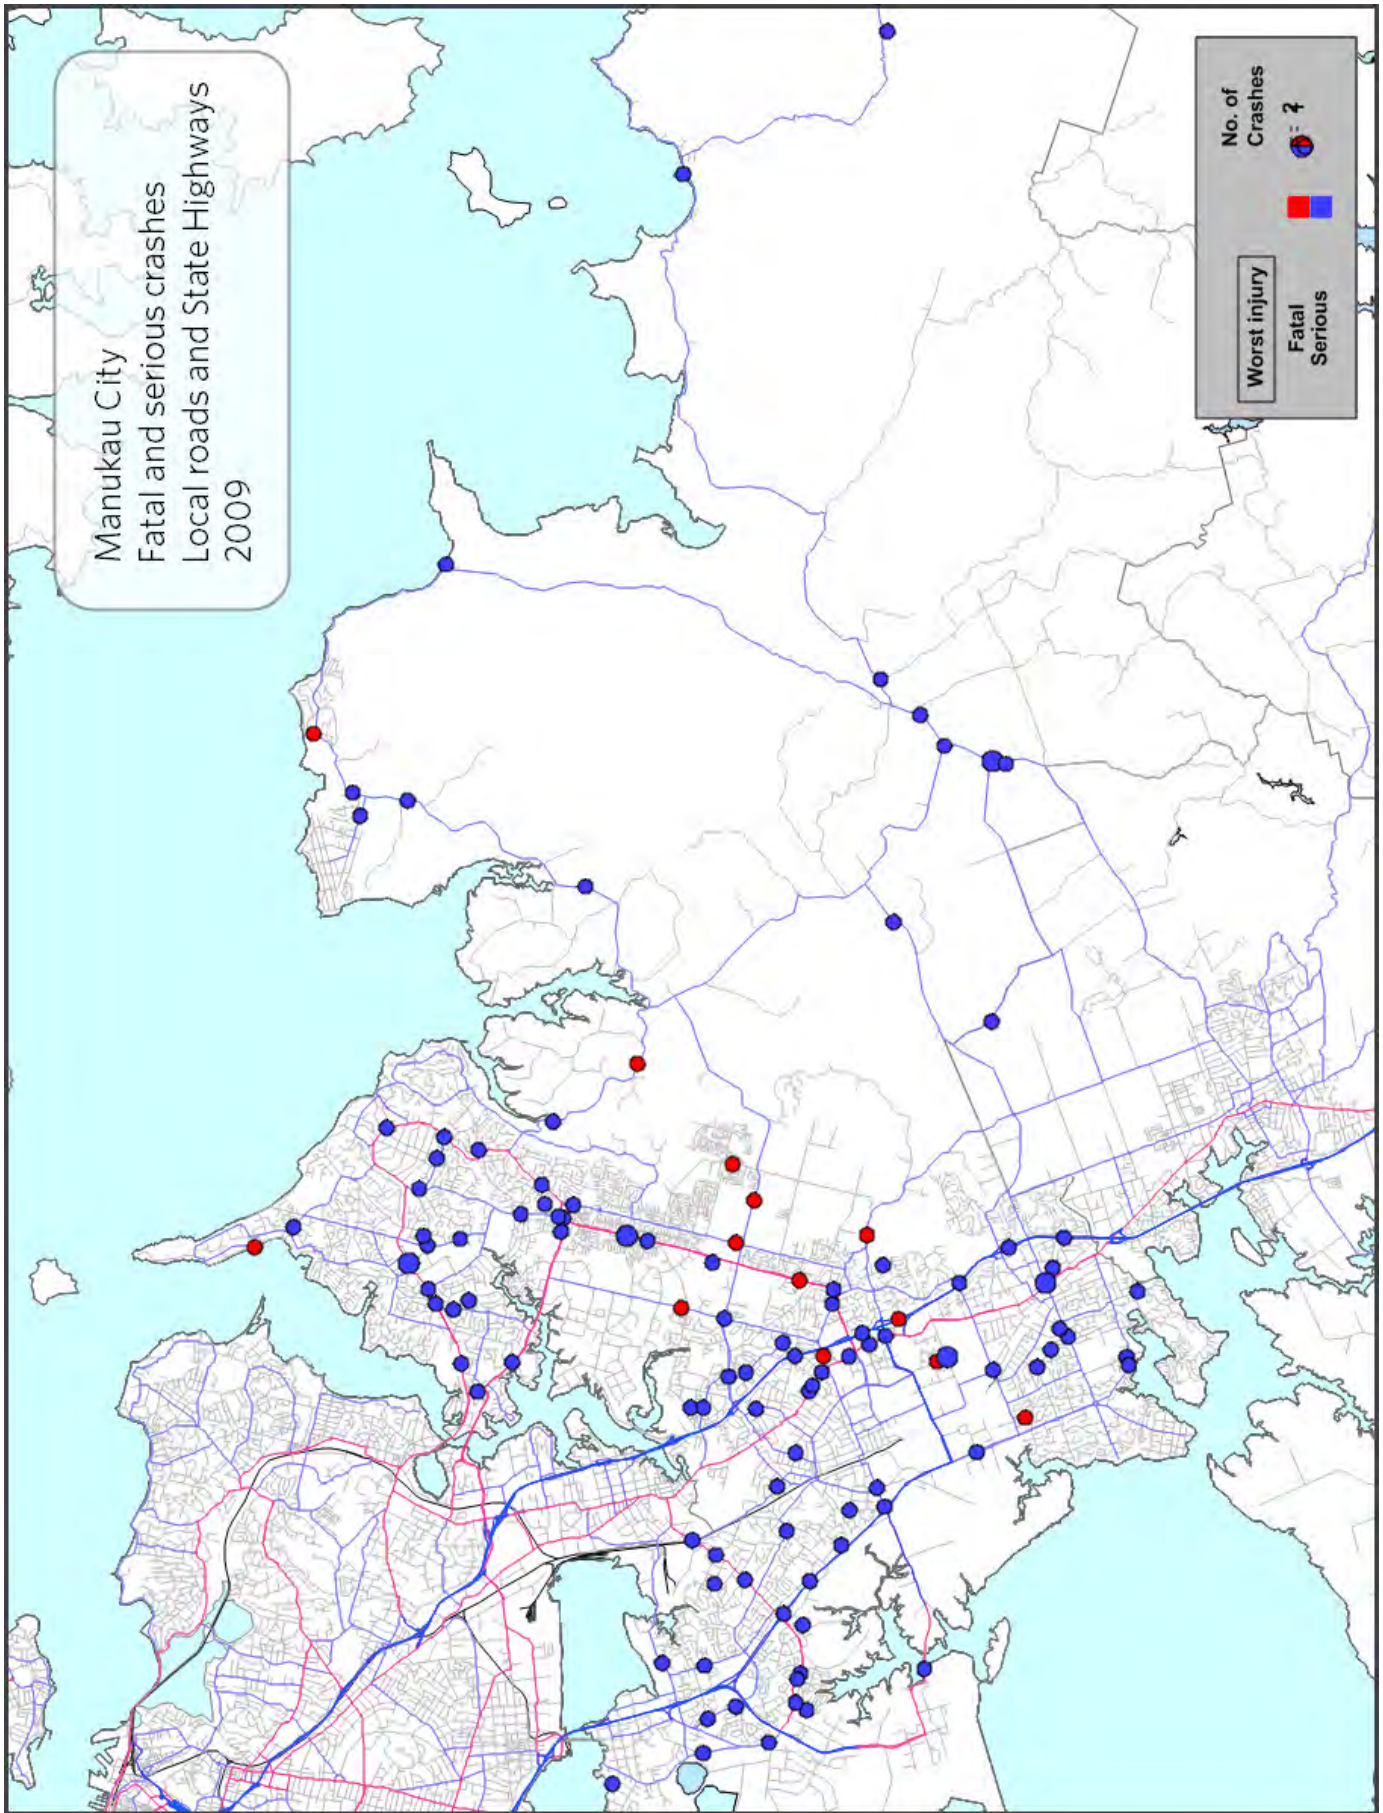 Manukau City
Fatal and serious crashes
Local roads and State Highways
2009
Worst injury
Fatal
Serious
No. of
Crashes